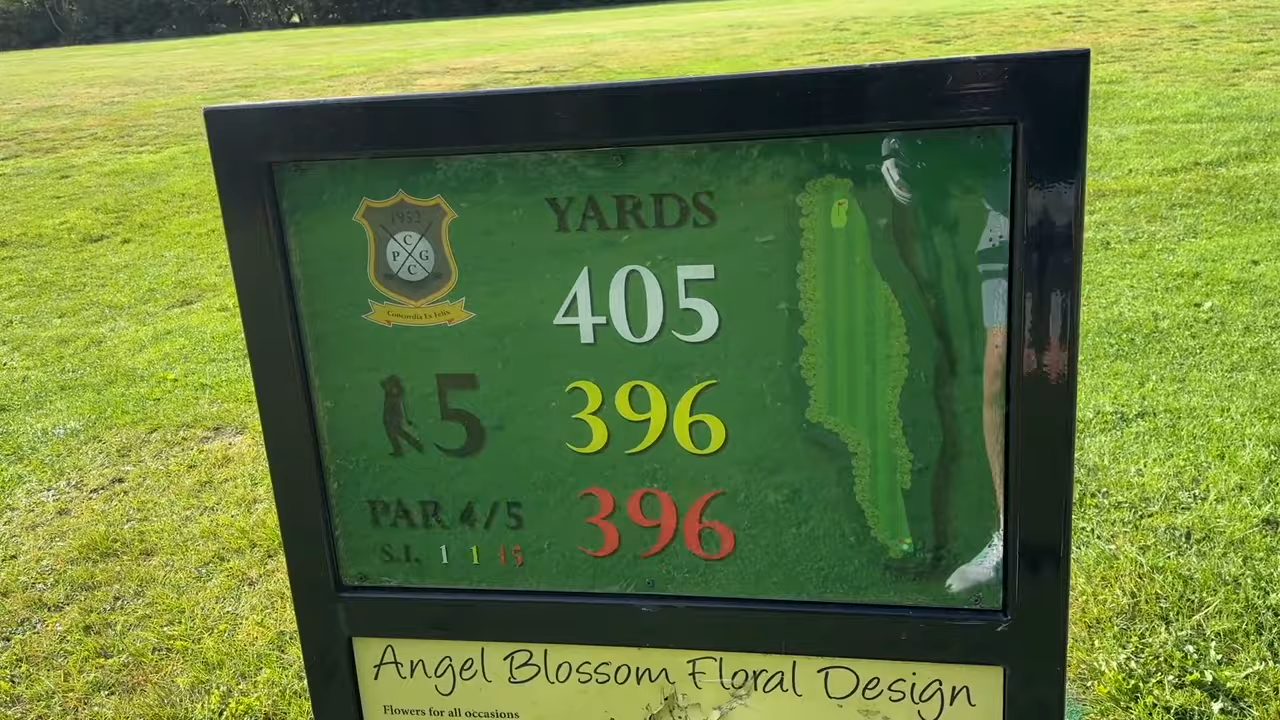 1952
C
P G
C
Concordia Ex Felix
YARDS
405
5
396
PAR 4/5
396
S.I. 1 1 15
Angel Blossom Floral Design
Flowers for all occasions